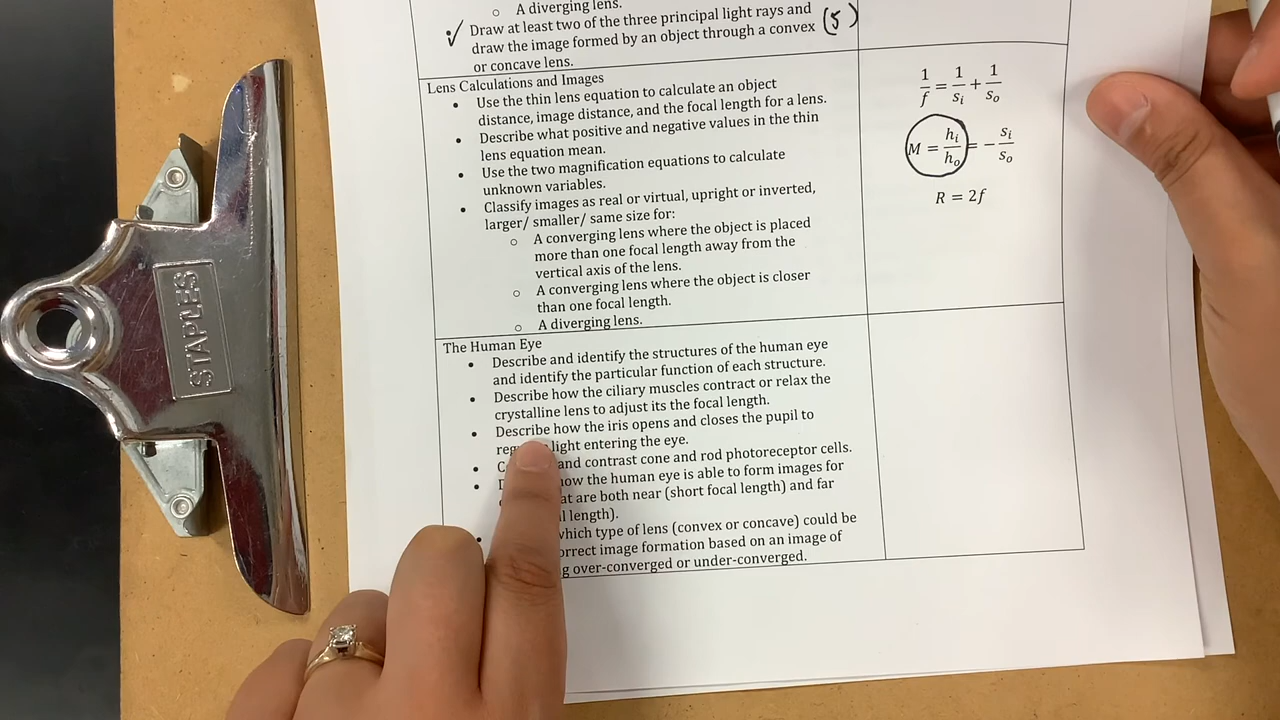 ○ A diverging lens.
✓ • Draw at least two of the three principal light rays and
draw the image formed by an object through a convex (5)
or concave lens.
Lens Calculations and Images
• Use the thin lens equation to calculate an object
distance, image distance, and the focal length for a lens.
• Describe what positive and negative values in the thin
lens equation mean.
• Use the two magnification equations to calculate
unknown variables.
• Classify images as real or virtual, upright or inverted,
larger/ smaller/ same size for:
○ A converging lens where the object is placed
more than one focal length away from the
vertical axis of the lens.
○ A converging lens where the object is closer
than one focal length.
○ A diverging lens.
1/f = 1/sᵢ + 1/sₒ
M = hᵢ/hₒ = − sᵢ/sₒ
R = 2f
The Human Eye
• Describe and identify the structures of the human eye
and identify the particular function of each structure.
• Describe how the ciliary muscles contract or relax the
crystalline lens to adjust its the focal length.
• Describe how the iris opens and closes the pupil to
light entering the eye.
• and contrast cone and rod photoreceptor cells.
• how the human eye is able to form images for
are both near (short focal length) and far
length).
• which type of lens (convex or concave) could be
image formation based on an image of
over-converged or under-converged.
STAPLES